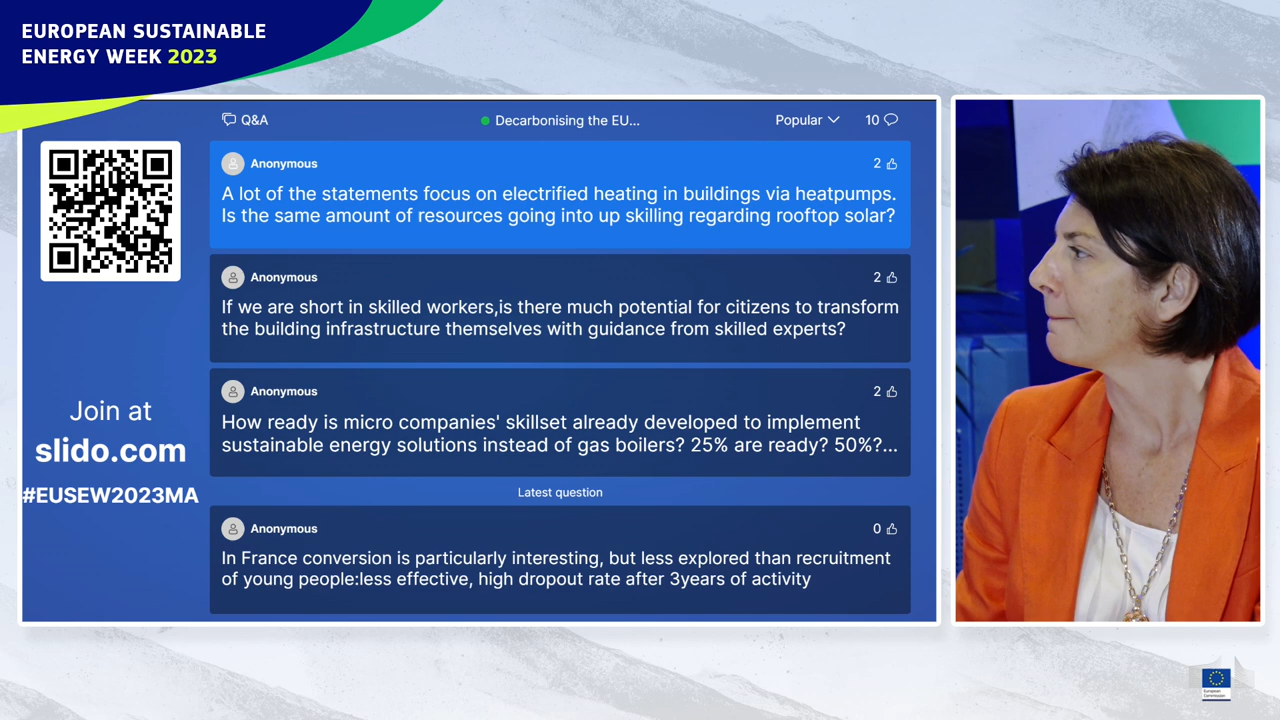 EUROPEAN SUSTAINABLE
ENERGY WEEK 2023
Q&A
Decarbonising the EU...
Popular
10
Anonymous
2
A lot of the statements focus on electrified heating in buildings via heatpumps.
Is the same amount of resources going into up skilling regarding rooftop solar?
Anonymous
2
If we are short in skilled workers,is there much potential for citizens to transform
the building infrastructure themselves with guidance from skilled experts?
Anonymous
2
How ready is micro companies' skillset already developed to implement
sustainable energy solutions instead of gas boilers? 25% are ready? 50%?...
Latest question
Anonymous
0
In France conversion is particularly interesting, but less explored than recruitment
of young people:less effective, high dropout rate after 3years of activity
Join at
slido.com
#EUSEW2023MA
European
Commission